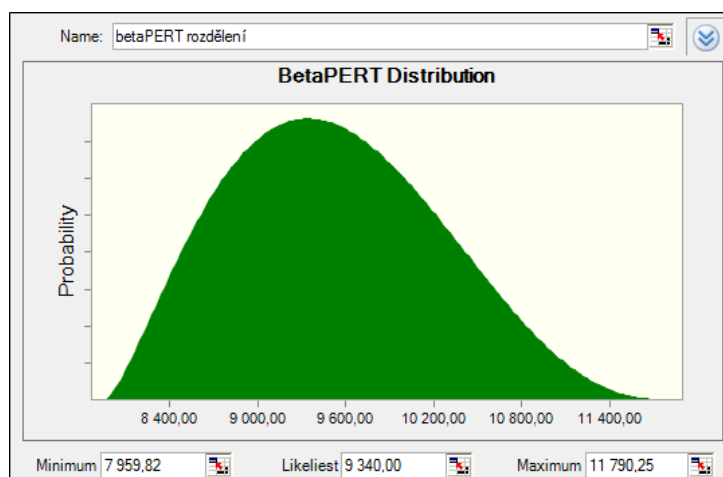 Name: betaPERT rozdělení
BetaPERT Distribution
Probability
8 400,00 9 000,00 9 600,00 10 200,00 10 800,00 11 400,00
Minimum 7 959,82 Likeliest 9 340,00 Maximum 11 790,25